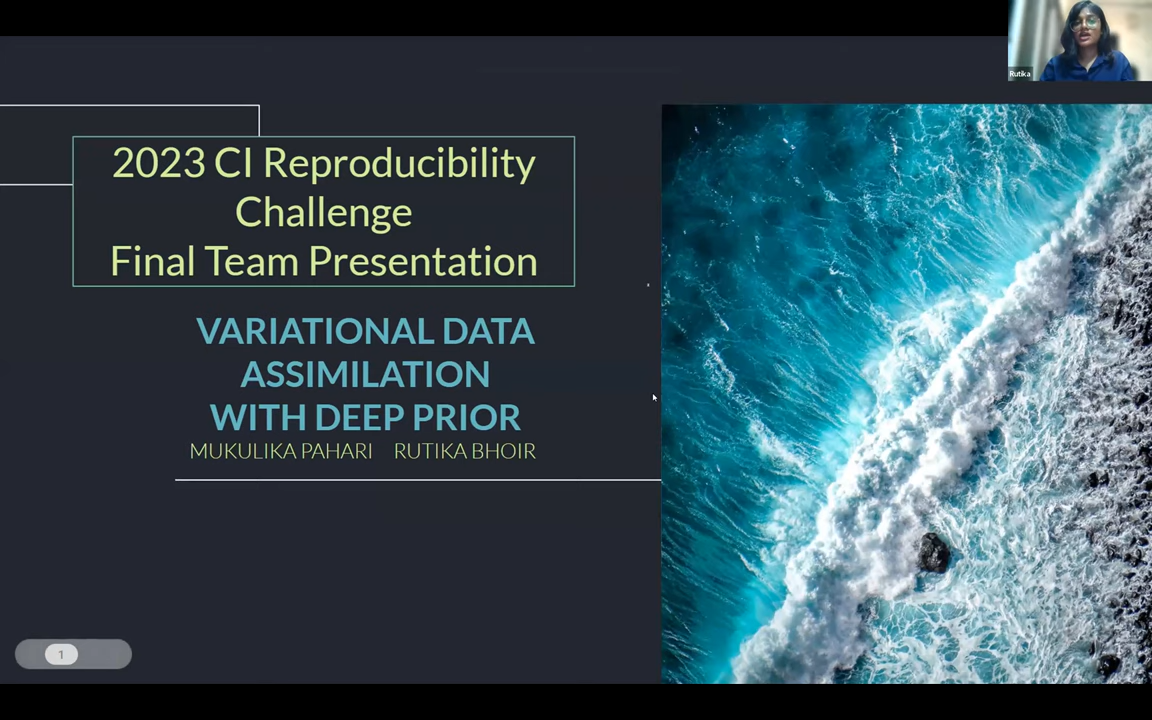 Rutika
2023 CI Reproducibility
Challenge
Final Team Presentation
VARIATIONAL DATA
ASSIMILATION
WITH DEEP PRIOR
MUKULIKA PAHARI RUTIKA BHOIR
1